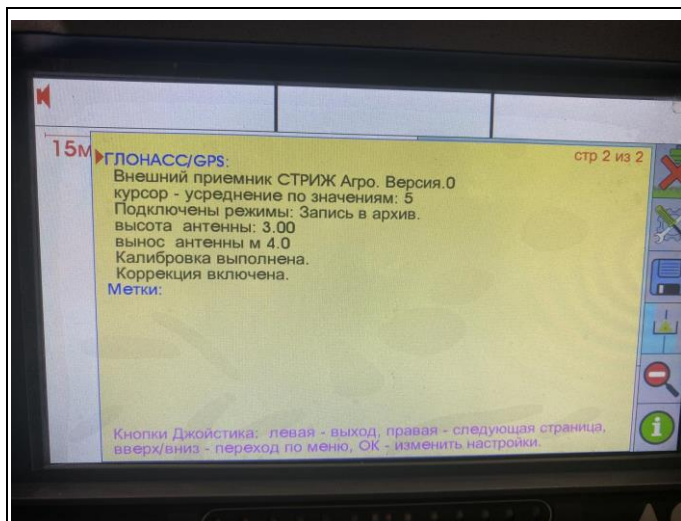 15м
ГЛОНАСС/GPS:
стр 2 из 2
Внешний приемник СТРИЖ Агро. Версия.0
курсор - усреднение по значениям: 5
Подключены режимы: Запись в архив.
высота антенны: 3.00
вынос антенны м 4.0
Калибровка выполнена.
Коррекция включена.
Метки:
Кнопки Джойстика: левая - выход, правая - следующая страница,
вверх/вниз - переход по меню, ОК - изменить настройки.